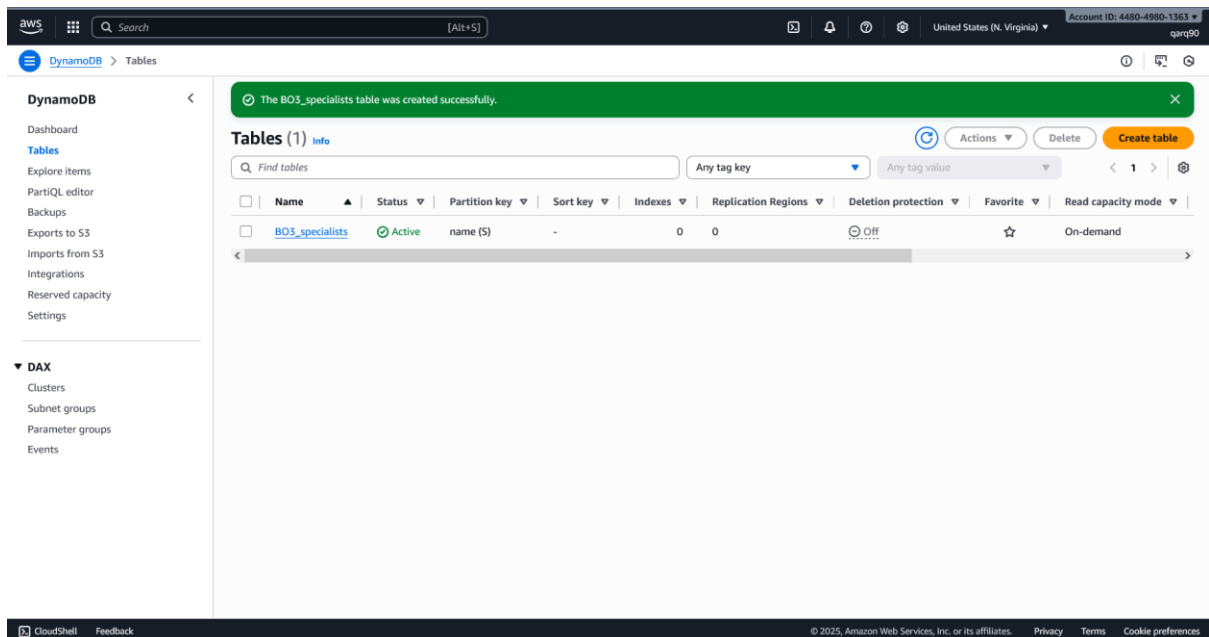 aws
Search [Alt+S] United States (N. Virginia) Account ID: 4480-4980-1363
qarq90
DynamoDB > Tables
DynamoDB
Dashboard
Tables
Explore items
PartiQL editor
Backups
Exports to S3
Imports from S3
Integrations
Reserved capacity
Settings
DAX
Clusters
Subnet groups
Parameter groups
Events
The BO3_specialists table was created successfully.
Tables (1) Info Actions Delete Create table
Find tables Any tag key Any tag value 1
Name Status Partition key Sort key Indexes Replication Regions Deletion protection Favorite Read capacity mode
BO3_specialists Active name (S) - 0 0 Off On-demand
CloudShell Feedback © 2025, Amazon Web Services, Inc. or its affiliates. Privacy Terms Cookie preferences